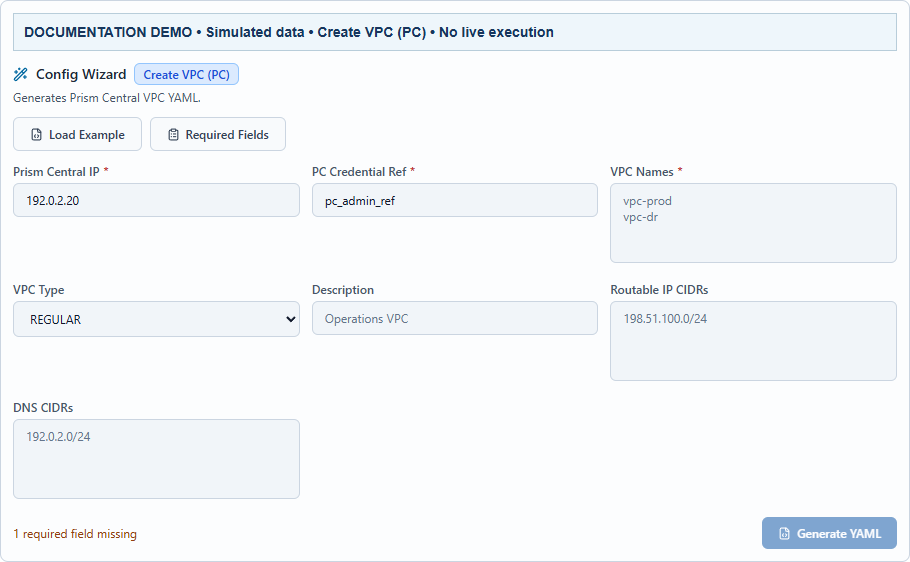 DOCUMENTATION DEMO • Simulated data • Create VPC (PC) • No live execution
Config Wizard Create VPC (PC)
Generates Prism Central VPC YAML.
Load Example Required Fields
Prism Central IP * PC Credential Ref * VPC Names *
192.0.2.20 pc_admin_ref vpc-prod
vpc-dr
VPC Type Description Routable IP CIDRs
REGULAR Operations VPC 198.51.100.0/24
DNS CIDRs
192.0.2.0/24
1 required field missing Generate YAML